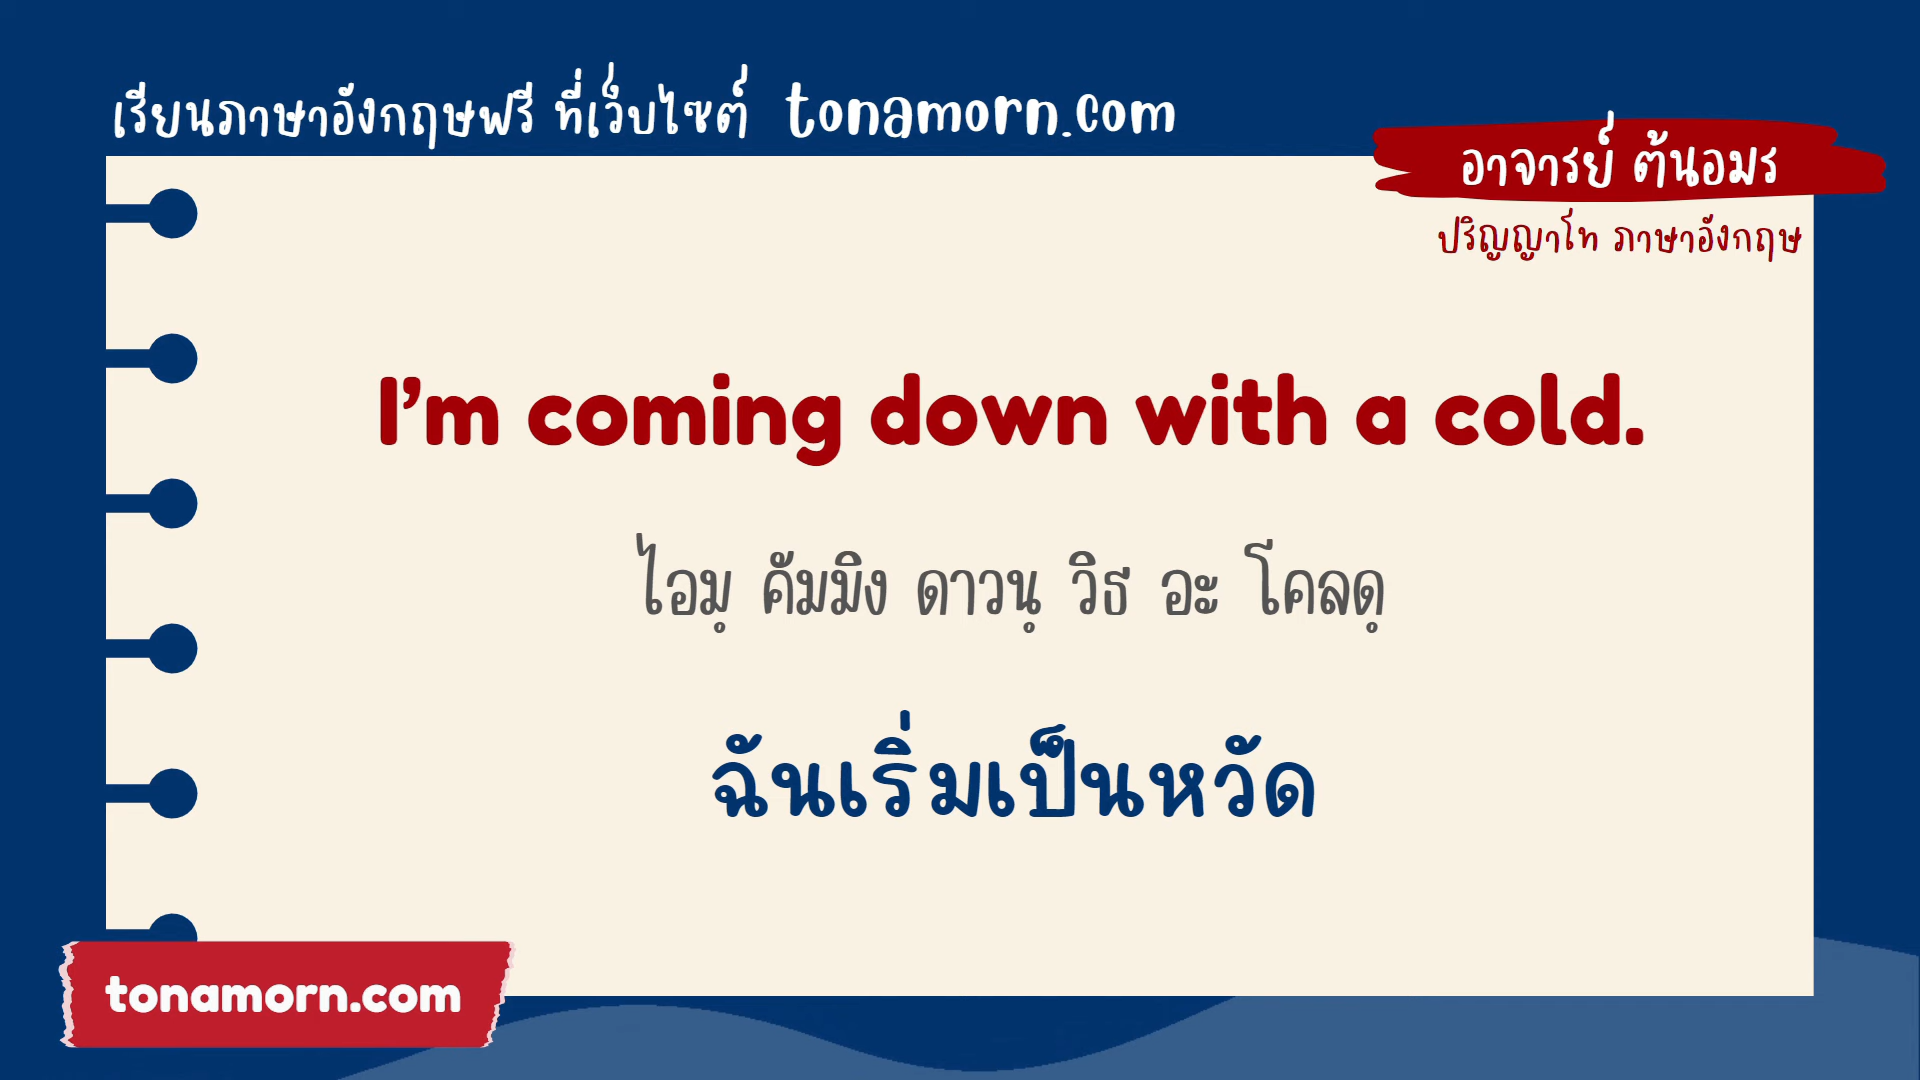 เรียนภาษาอังกฤษฟรี ที่เว็บไซต์ tonamorn.com
อาจารย์ ต้นอมร
ปริญญาโท ภาษาอังกฤษ
I'm coming down with a cold.
ไอมฺ คัมมิง ดาวนฺ วิธ อะ โคลดฺ
ฉันเริ่มเป็นหวัด
tonamorn.com